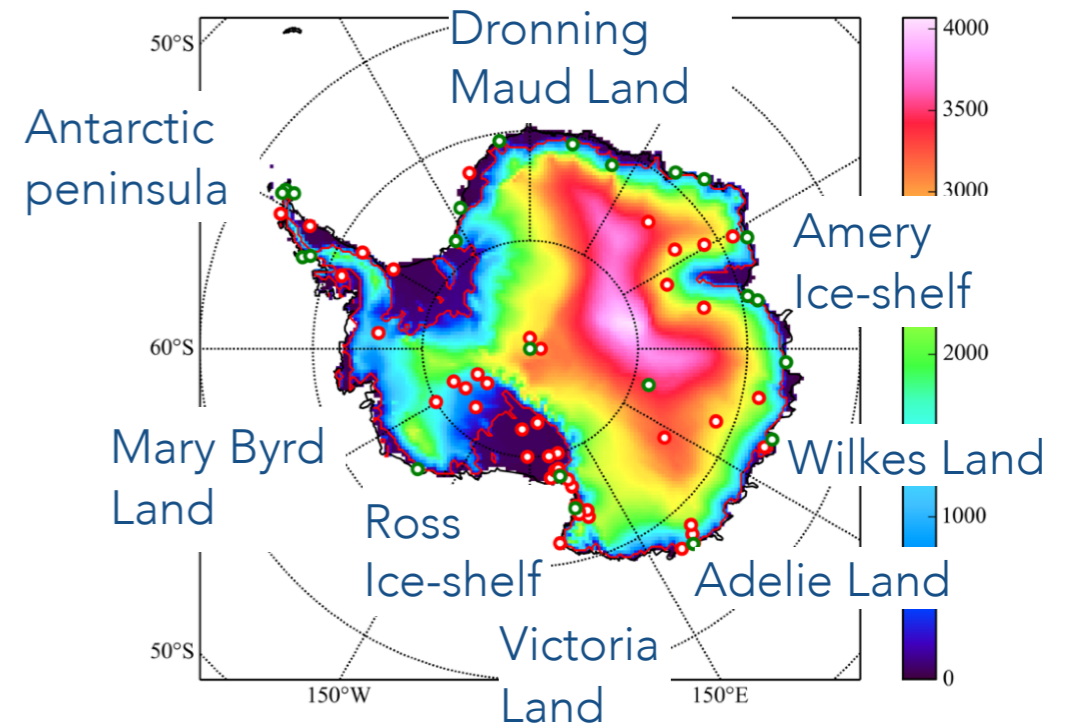 Dronning
Maud Land
50°S
4000
3500
Antarctic
peninsula
3000
Amery
Ice-shelf
60°S
2000
Mary Byrd
Land
Wilkes Land
Ross
Ice-shelf
1000
Adelie Land
Victoria
Land
50°S
0
150°W
150°E